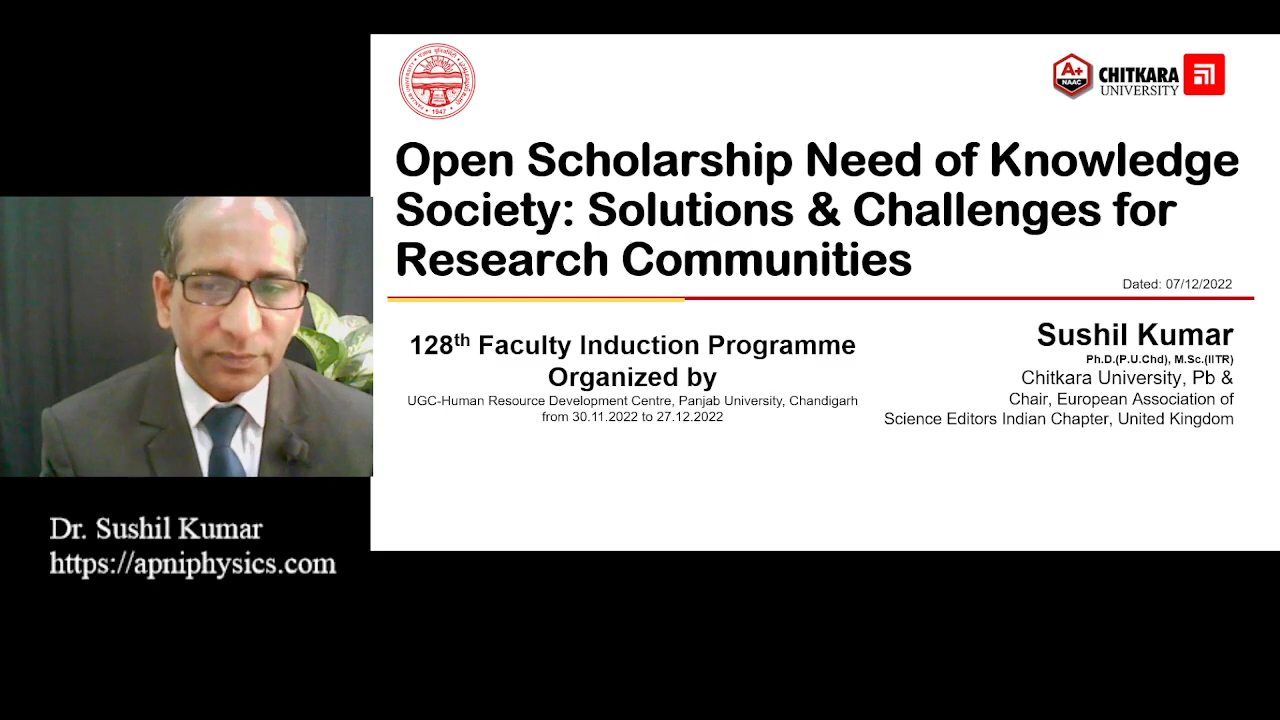 A+
NAAC
CHITKARA
UNIVERSITY
1947
Open Scholarship Need of Knowledge
Society: Solutions & Challenges for
Research Communities
Dated: 07/12/2022
128th Faculty Induction Programme
Organized by
UGC-Human Resource Development Centre, Panjab University, Chandigarh
from 30.11.2022 to 27.12.2022
Sushil Kumar
Ph.D.(P.U.Chd), M.Sc.(IITR)
Chitkara University, Pb &
Chair, European Association of
Science Editors Indian Chapter, United Kingdom
Dr. Sushil Kumar
https://apniphysics.com